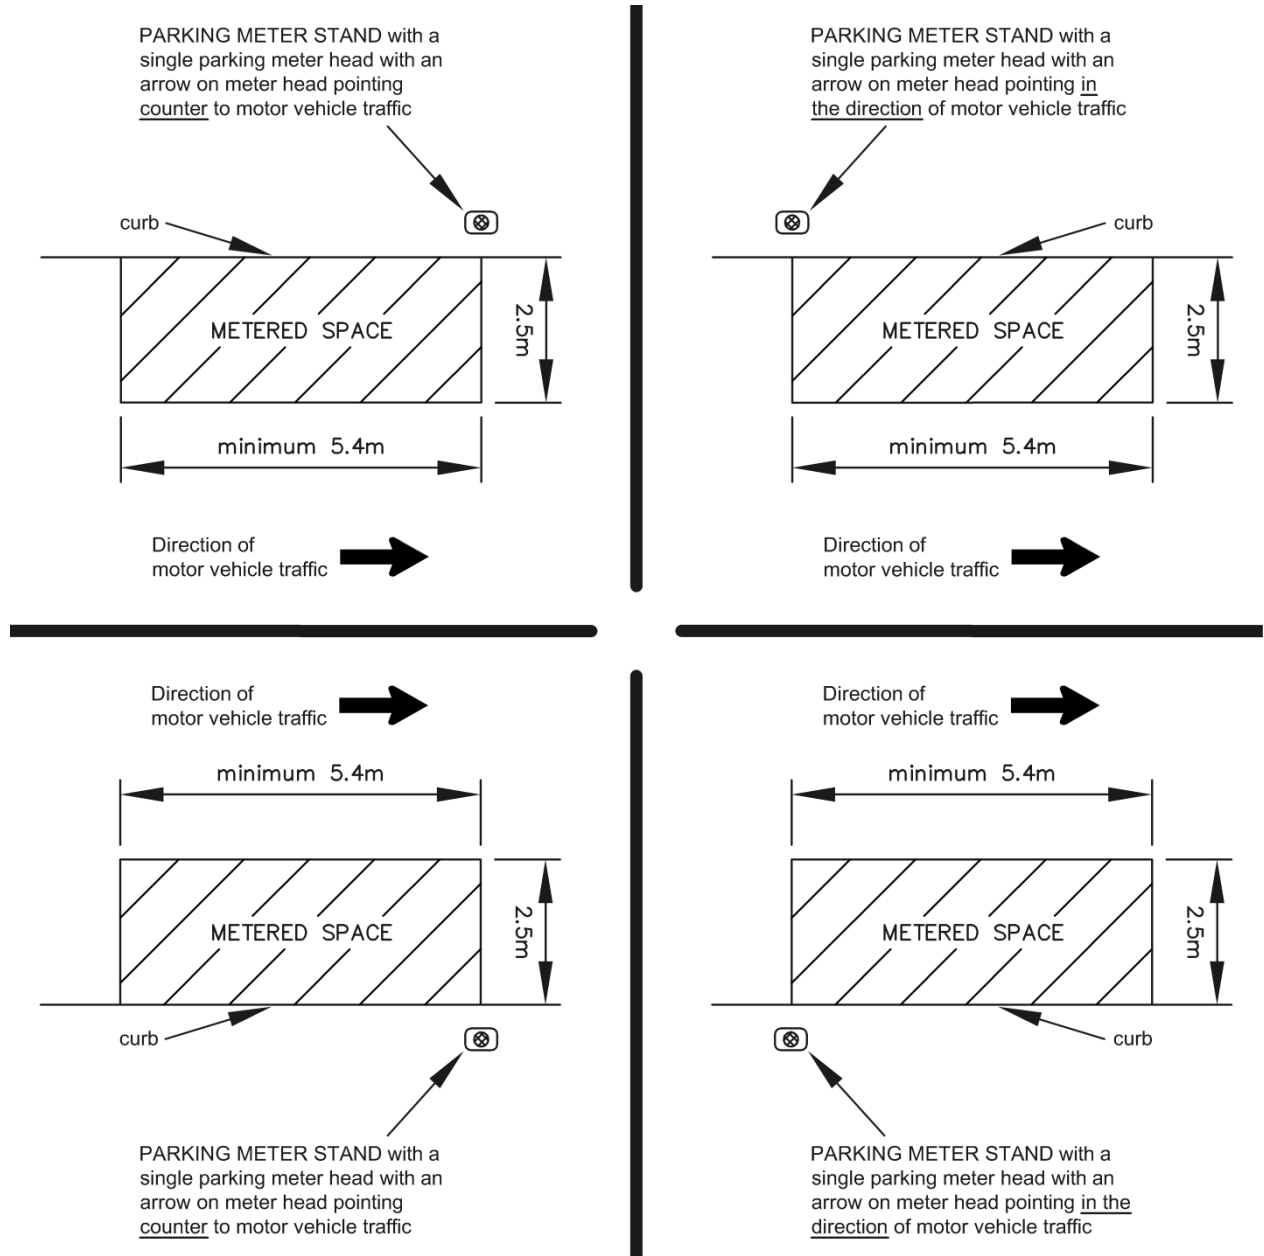 PARKING METER STAND with a
single parking meter head with an
arrow on meter head pointing
counter to motor vehicle traffic
curb
METERED SPACE
2.5m
minimum 5.4m
Direction of
motor vehicle traffic
PARKING METER STAND with a
single parking meter head with an
arrow on meter head pointing in
the direction of motor vehicle traffic
curb
METERED SPACE
2.5m
minimum 5.4m
Direction of
motor vehicle traffic
Direction of
motor vehicle traffic
minimum 5.4m
METERED SPACE
2.5m
curb
PARKING METER STAND with a
single parking meter head with an
arrow on meter head pointing
counter to motor vehicle traffic
Direction of
motor vehicle traffic
minimum 5.4m
METERED SPACE
2.5m
curb
PARKING METER STAND with a
single parking meter head with an
arrow on meter head pointing in the
direction of motor vehicle traffic